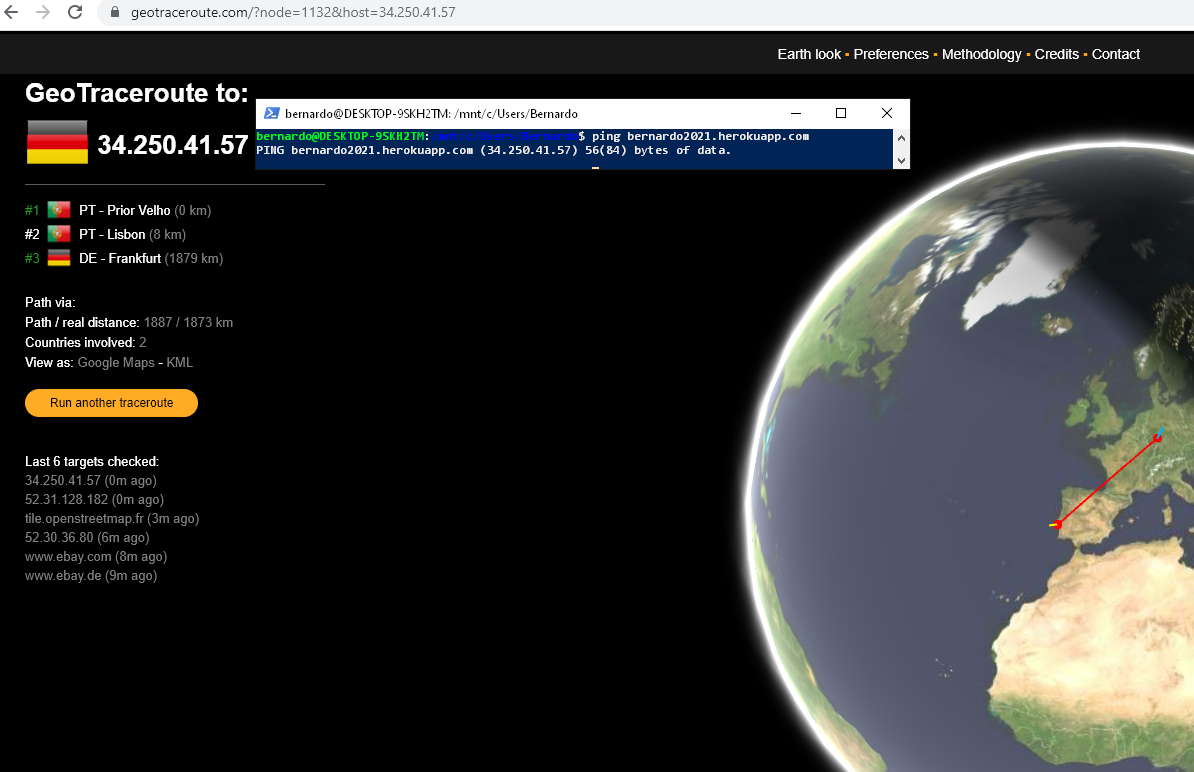 geotraceroute.com/?node=1132&host=34.250.41.57
Earth look ▪ Preferences ▪ Methodology ▪ Credits ▪ Contact
GeoTraceroute to:
34.250.41.57
bernardo@DESKTOP-9SKH2TM: /mnt/c/Users/Bernardo
bernardo@DESKTOP-9SKH2TM:/mnt/c/Users/Bernardo$ ping bernardo2021.herokuapp.com
PING bernardo2021.herokuapp.com (34.250.41.57) 56(84) bytes of data.
#1 PT - Prior Velho (0 km)
#2 PT - Lisbon (8 km)
#3 DE - Frankfurt (1879 km)
Path via:
Path / real distance: 1887 / 1873 km
Countries involved: 2
View as: Google Maps - KML
Run another traceroute
Last 6 targets checked:
34.250.41.57 (0m ago)
52.31.128.182 (0m ago)
tile.openstreetmap.fr (3m ago)
52.30.36.80 (6m ago)
www.ebay.com (8m ago)
www.ebay.de (9m ago)